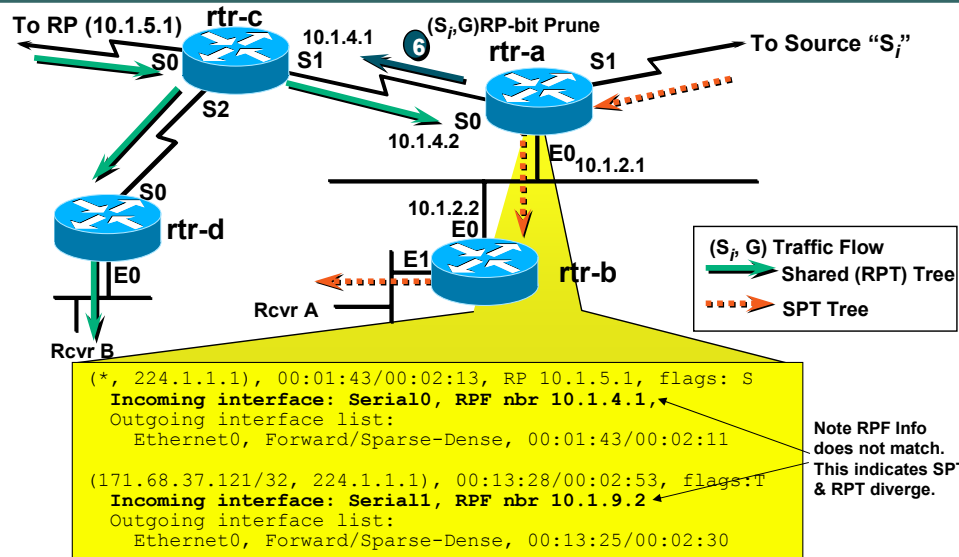 rtr-c
To RP (10.1.5.1)
(Si,G)RP-bit Prune
10.1.4.1
6
rtr-a
S1
To Source “Si”
S0
S1
S2
S0
10.1.4.2
E0
10.1.2.1
S0
rtr-d
10.1.2.2
E0
E0
E1
rtr-b
Rcvr A
Rcvr B
(Si, G) Traffic Flow
Shared (RPT) Tree
SPT Tree
(*, 224.1.1.1), 00:01:43/00:02:13, RP 10.1.5.1, flags: S
Incoming interface: Serial0, RPF nbr 10.1.4.1,
Outgoing interface list:
Ethernet0, Forward/Sparse-Dense, 00:01:43/00:02:11
(171.68.37.121/32, 224.1.1.1), 00:13:28/00:02:53, flags:T
Incoming interface: Serial1, RPF nbr 10.1.9.2
Outgoing interface list:
Ethernet0, Forward/Sparse-Dense, 00:13:25/00:02:30
Note RPF Info
does not match.
This indicates SPT
& RPT diverge.